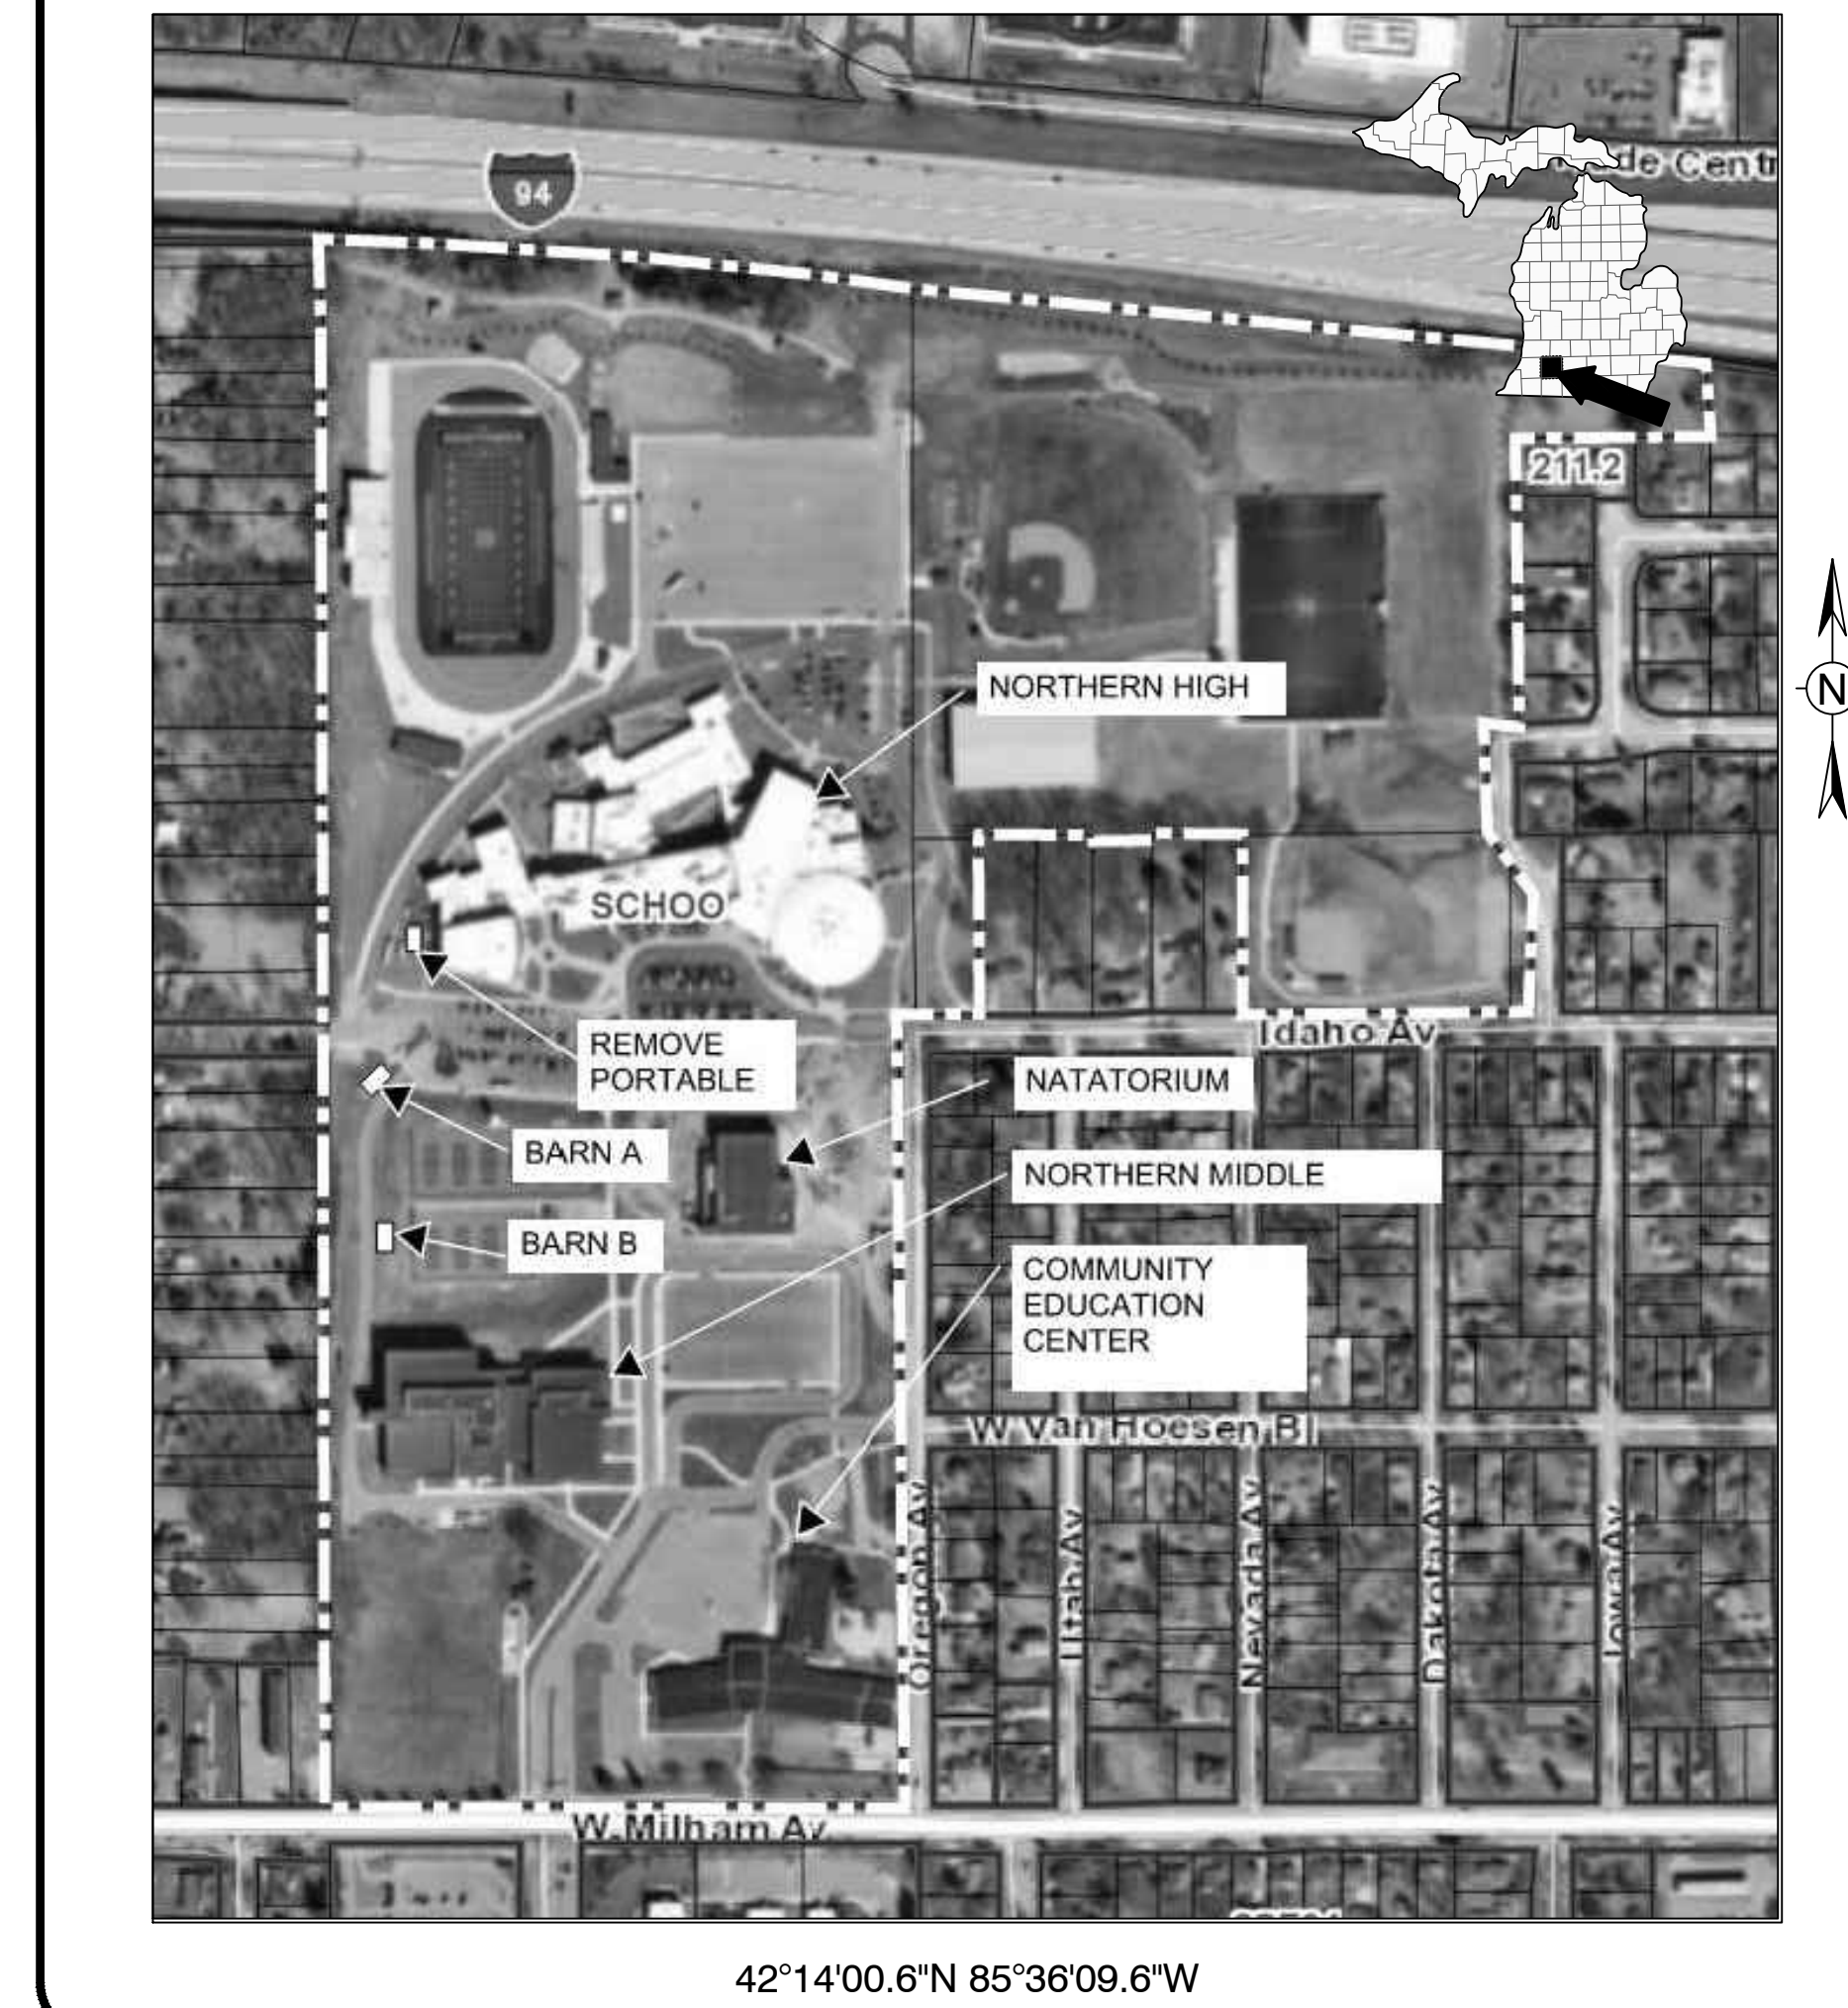 94
de Centr
211.2
NORTHERN HIGH
N
SCHOO
Idaho Av
REMOVE
PORTABLE
NATATORIUM
BARN A
NORTHERN MIDDLE
BARN B
COMMUNITY
EDUCATION
CENTER
W Van Hoesen Bl
Oregon Av
Utah Av
Nevada Av
Dakota Av
Iowa Av
W Milham Av
42°14'00.6"N 85°36'09.6"W